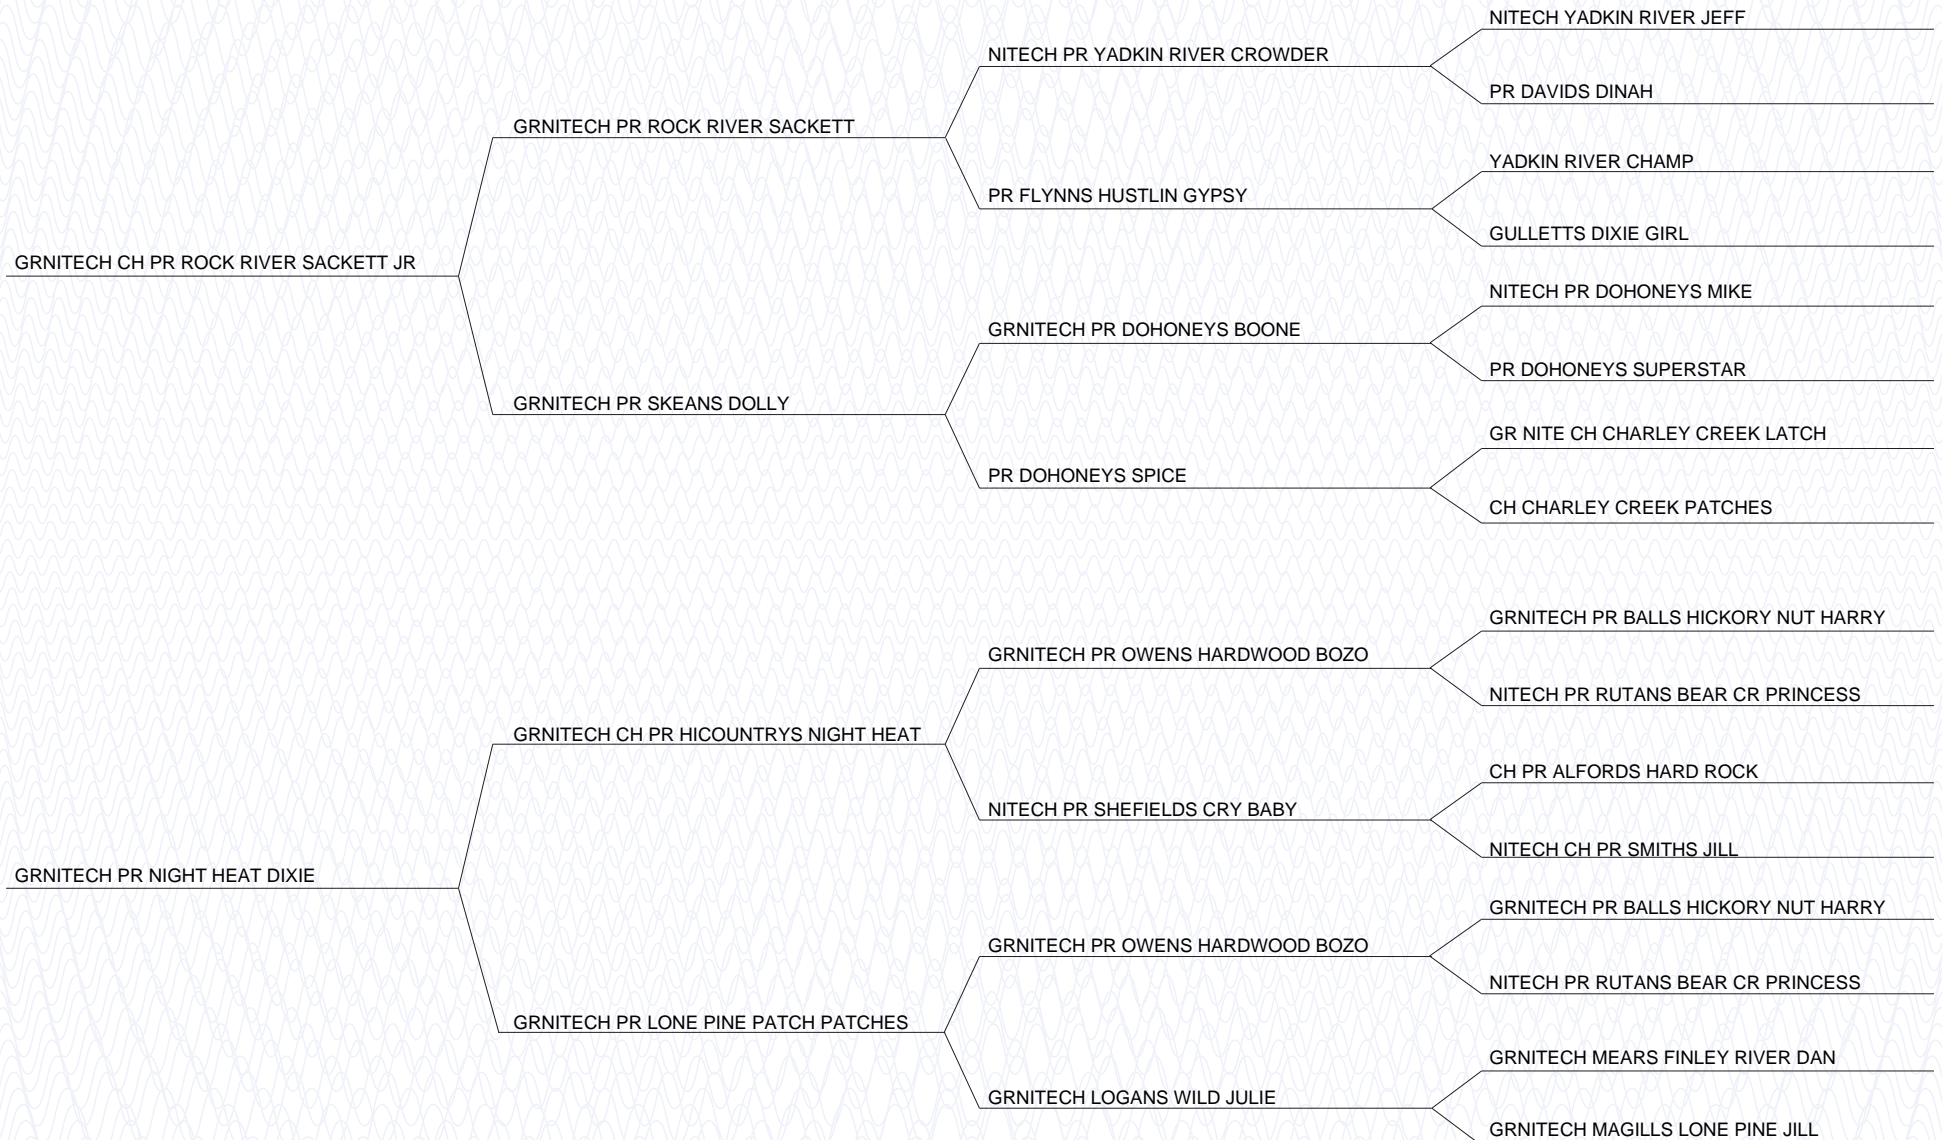 NITECH YADKIN RIVER JEFF
NITECH PR YADKIN RIVER CROWDER
PR DAVIDS DINAH
GRNITECH PR ROCK RIVER SACKETT
YADKIN RIVER CHAMP
PR FLYNNS HUSTLIN GYPSY
GULLETTS DIXIE GIRL
GRNITECH CH PR ROCK RIVER SACKETT JR
NITECH PR DOHONEYS MIKE
GRNITECH PR DOHONEYS BOONE
PR DOHONEYS SUPERSTAR
GRNITECH PR SKEANS DOLLY
GR NITE CH CHARLEY CREEK LATCH
PR DOHONEYS SPICE
CH CHARLEY CREEK PATCHES
GRNITECH PR BALLS HICKORY NUT HARRY
GRNITECH PR OWENS HARDWOOD BOZO
NITECH PR RUTANS BEAR CR PRINCESS
GRNITECH CH PR HICOUNTRYS NIGHT HEAT
CH PR ALFORDS HARD ROCK
NITECH PR SHEFIELDS CRY BABY
NITECH CH PR SMITHS JILL
GRNITECH PR NIGHT HEAT DIXIE
GRNITECH PR BALLS HICKORY NUT HARRY
GRNITECH PR OWENS HARDWOOD BOZO
NITECH PR RUTANS BEAR CR PRINCESS
GRNITECH PR LONE PINE PATCH PATCHES
GRNITECH MEARS FINLEY RIVER DAN
GRNITECH LOGANS WILD JULIE
GRNITECH MAGILLS LONE PINE JILL